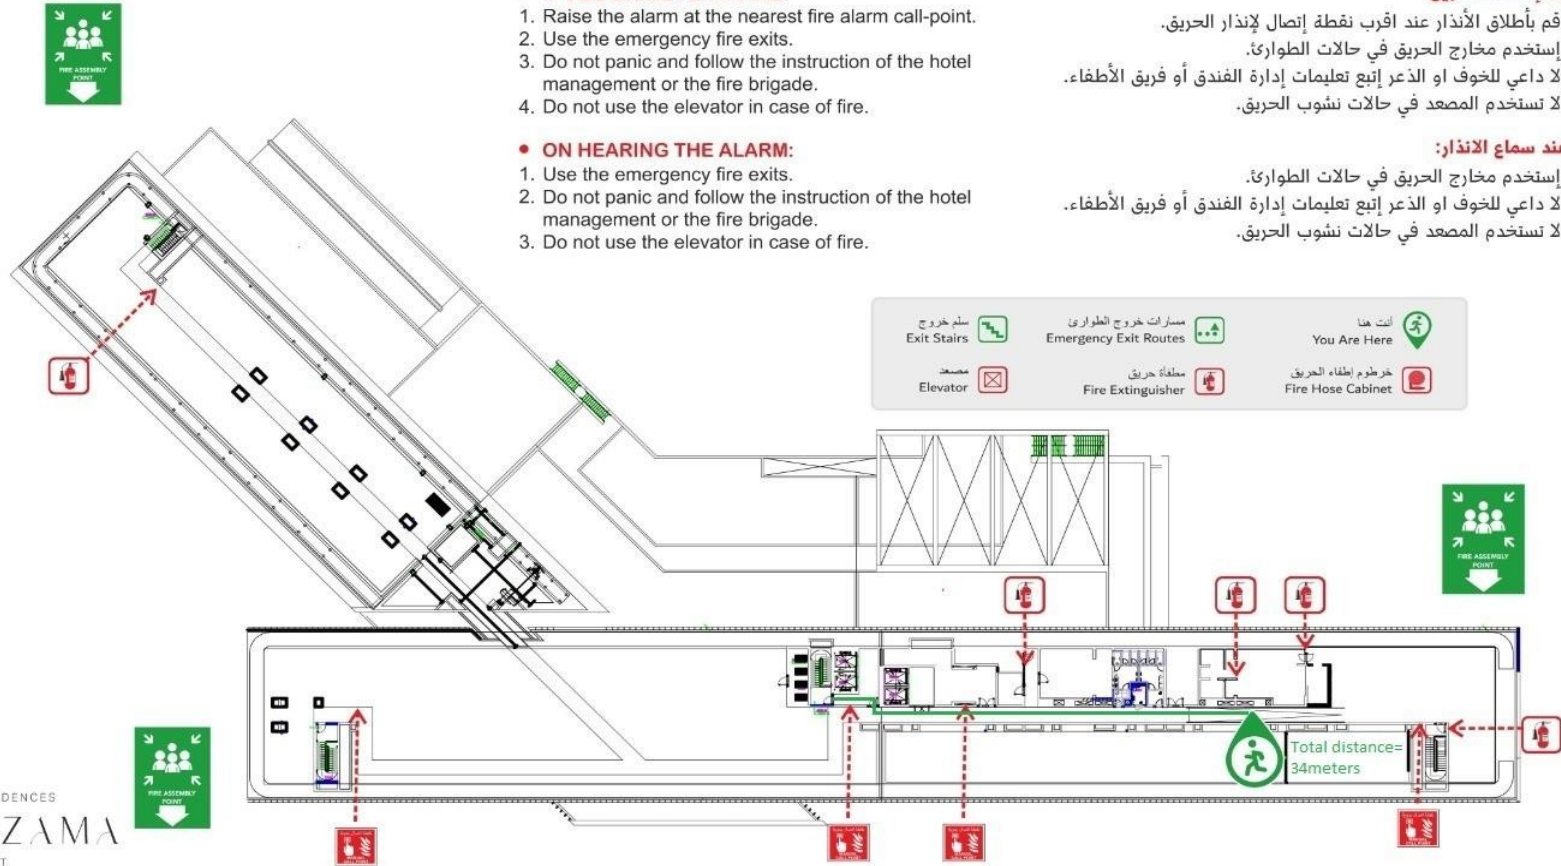 FIRE ASSEMBLY
POINT
1. Raise the alarm at the nearest fire alarm call-point.
2. Use the emergency fire exits.
3. Do not panic and follow the instruction of the hotel
management or the fire brigade.
4. Do not use the elevator in case of fire.
• ON HEARING THE ALARM:
1. Use the emergency fire exits.
2. Do not panic and follow the instruction of the hotel
management or the fire brigade.
3. Do not use the elevator in case of fire.
قم بأطلاق الأنذار عند اقرب نقطة إتصال لإنذار الحريق.
إستخدم مخارج الحريق في حالات الطوارئ.
لا داعي للخوف او الذعر إتبع تعليمات إدارة الفندق أو فريق الأطفاء.
لا تستخدم المصعد في حالات نشوب الحريق.
سماع الانذار:
إستخدم مخارج الحريق في حالات الطوارئ.
لا داعي للخوف او الذعر إتبع تعليمات إدارة الفندق أو فريق الأطفاء.
لا تستخدم المصعد في حالات نشوب الحريق.
سلم خروج
Exit Stairs
مسارات خروج الطوارئ
Emergency Exit Routes
أنت هنا
You Are Here
مصعد
Elevator
مطفأة حريق
Fire Extinguisher
خرطوم إطفاء الحريق
Fire Hose Cabinet
FIRE ASSEMBLY
POINT
Total distance=
34meters
FIRE ASSEMBLY
POINT
DENCES
ZAMA